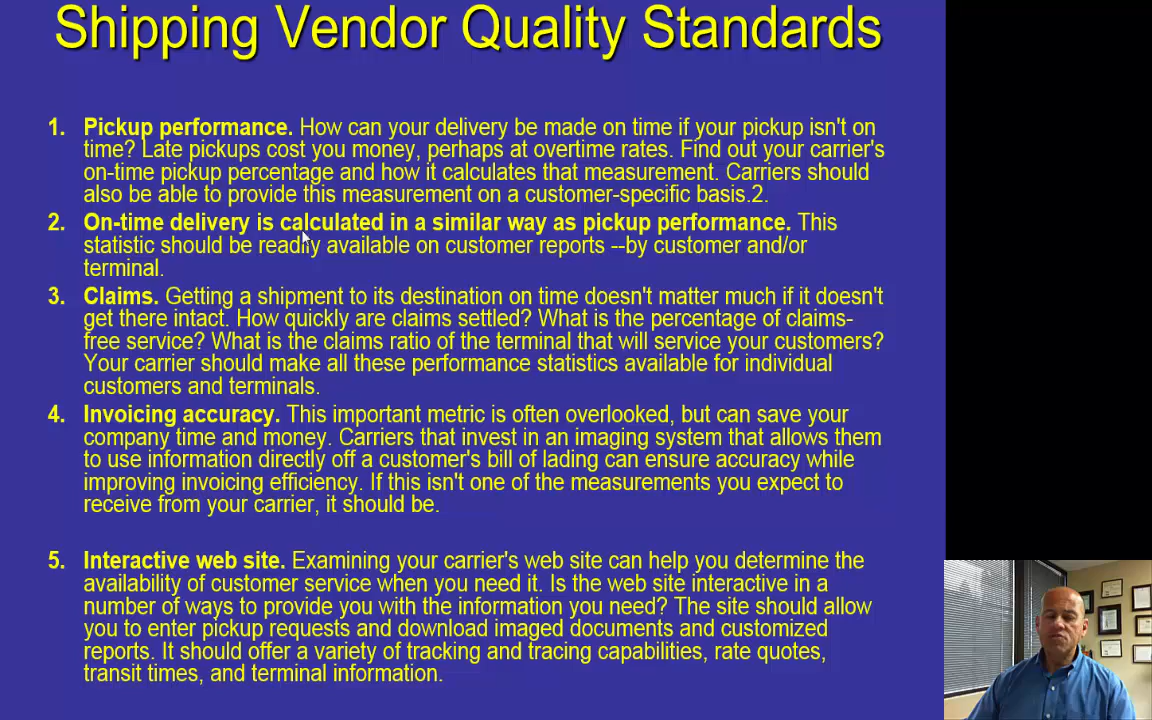 Shipping Vendor Quality Standards
1. Pickup performance. How can your delivery be made on time if your pickup isn't on
time? Late pickups cost you money, perhaps at overtime rates. Find out your carrier's
on-time pickup percentage and how it calculates that measurement. Carriers should
also be able to provide this measurement on a customer-specific basis.2.
2. On-time delivery is calculated in a similar way as pickup performance. This
statistic should be readily available on customer reports --by customer and/or
terminal.
3. Claims. Getting a shipment to its destination on time doesn't matter much if it doesn't
get there intact. How quickly are claims settled? What is the percentage of claims-
free service? What is the claims ratio of the terminal that will service your customers?
Your carrier should make all these performance statistics available for individual
customers and terminals.
4. Invoicing accuracy. This important metric is often overlooked, but can save your
company time and money. Carriers that invest in an imaging system that allows them
to use information directly off a customer's bill of lading can ensure accuracy while
improving invoicing efficiency. If this isn't one of the measurements you expect to
receive from your carrier, it should be.
5. Interactive web site. Examining your carrier's web site can help you determine the
availability of customer service when you need it. Is the web site interactive in a
number of ways to provide you with the information you need? The site should allow
you to enter pickup requests and download imaged documents and customized
reports. It should offer a variety of tracking and tracing capabilities, rate quotes,
transit times, and terminal information.